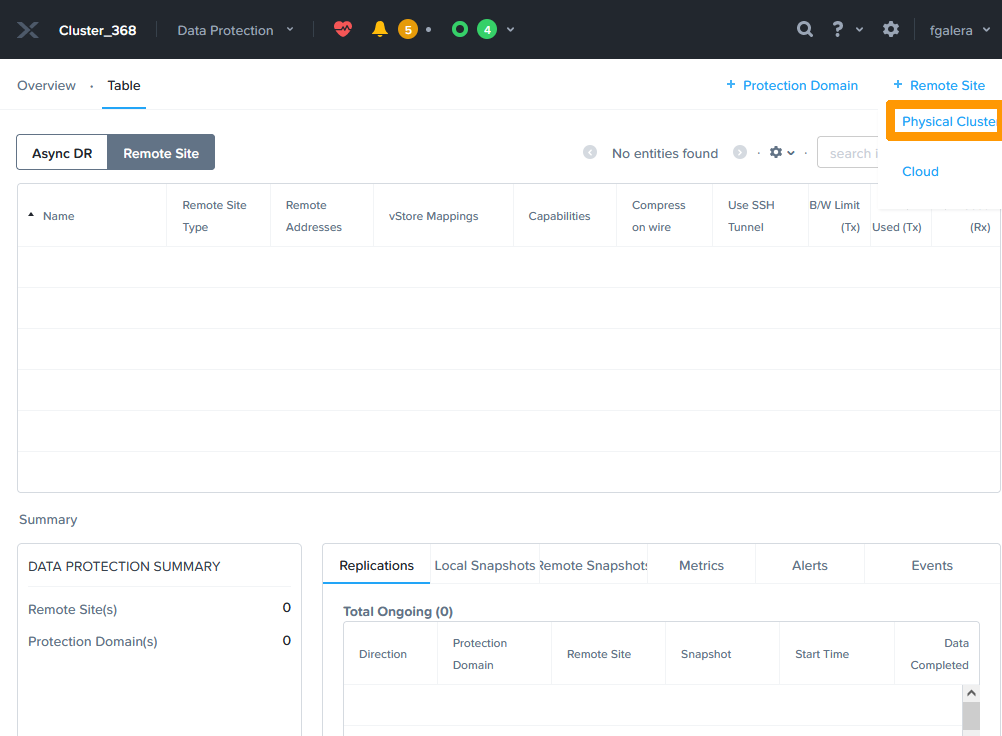 Cluster_368 Data Protection 5 • 4 ? fgalera
Overview · Table + Protection Domain + Remote Site
Physical Cluster
Cloud
Async DR Remote Site No entities found · · search
Name
Remote Site Type
Remote Addresses
vStore Mappings
Capabilities
Compress on wire
Use SSH Tunnel
B/W Limit (Tx)
Used (Tx)
(Rx)
Summary
DATA PROTECTION SUMMARY
Remote Site(s) 0
Protection Domain(s) 0
Replications Local Snapshots Remote Snapshots Metrics Alerts Events
Total Ongoing (0)
Direction
Protection Domain
Remote Site
Snapshot
Start Time
Data Completed